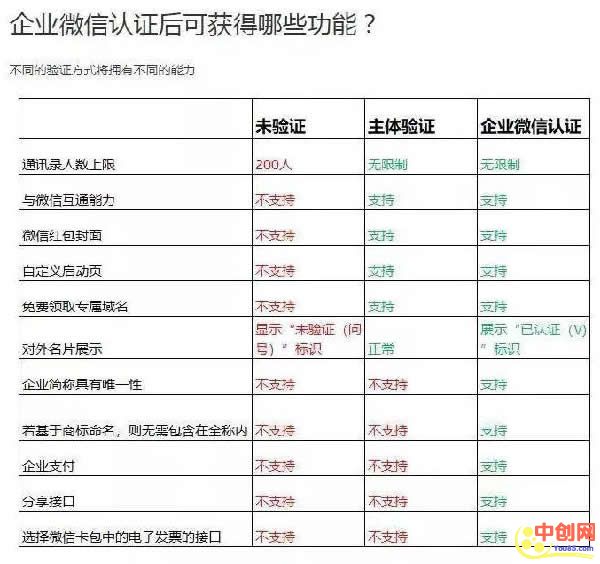 企业微信认证后可获得哪些功能？
不同的验证方式将拥有不同的能力
未验证 主体验证 企业微信认证
通讯录人数上限 200人 无限制 无限制
与微信互通能力 不支持 支持 支持
微信红包封面 不支持 支持 支持
自定义启动页 不支持 支持 支持
免费领取专属域名 不支持 支持 支持
对外名片展示 显示“未验证（问号）”标识 正常 展示“已认证（V）”标识
企业简称具有唯一性 不支持 不支持 支持
若基于商标命名，则无需包含在全称内 不支持 不支持 支持
企业支付 不支持 不支持 支持
分享接口 不支持 不支持 支持
选择微信卡包中的电子发票的接口 不支持 不支持 支持
中创网
YOU85.COM